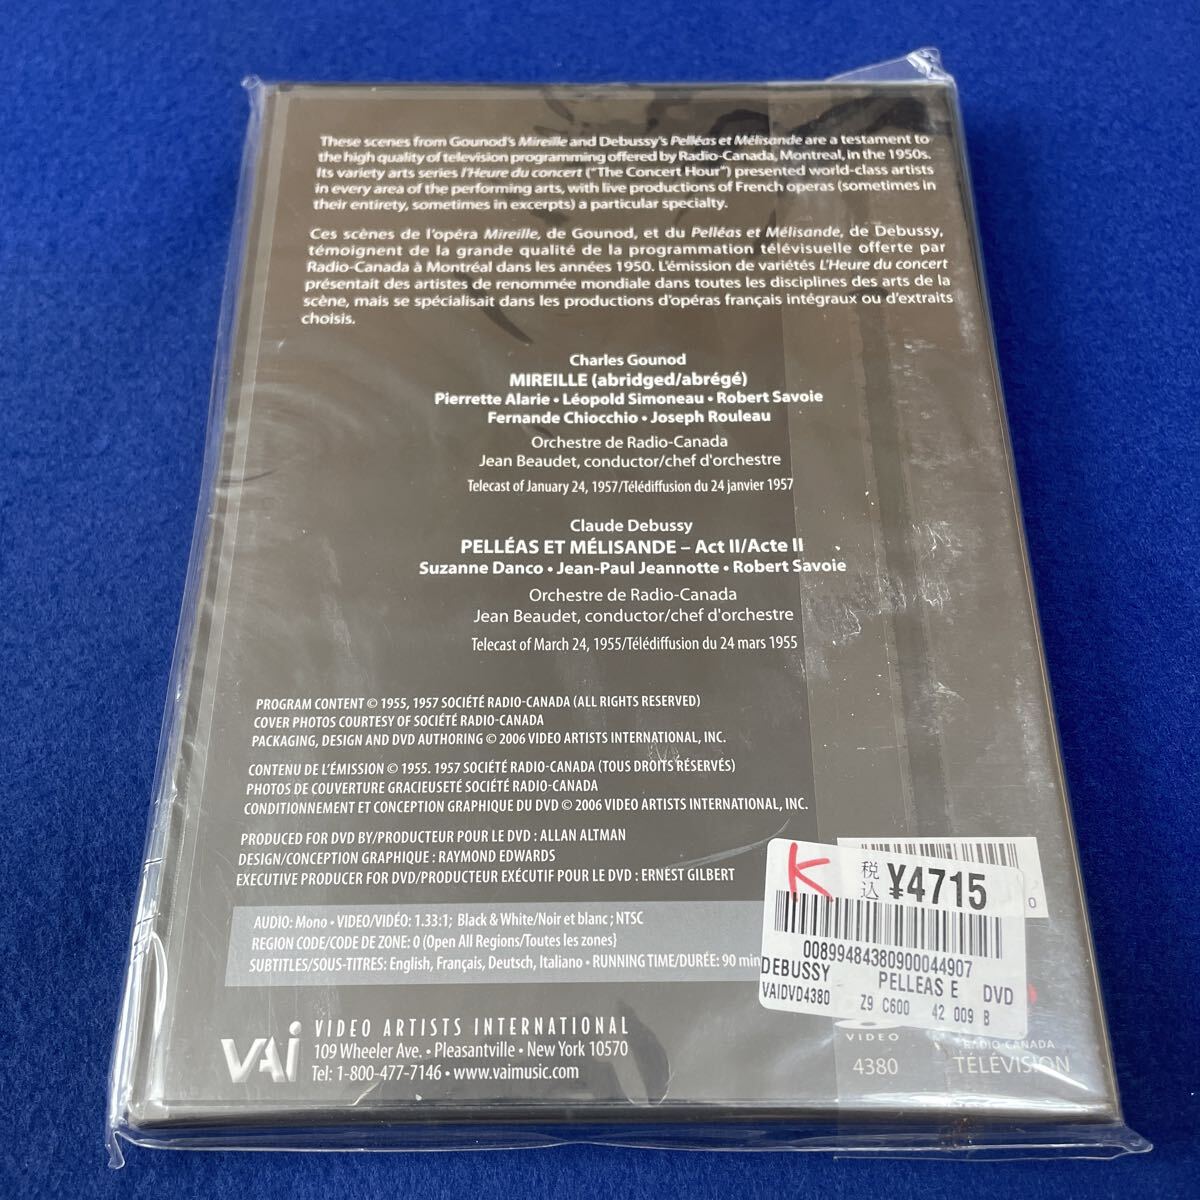 These scenes from Gounod's Mireille and Debussy's Pelléas et Mélisande are a testament to
the high quality of television programming offered by Radio-Canada, Montreal, in the 1950s.
Its variety arts series l'Heure du concert ("The Concert Hour") presented world-class artists
in every area of the performing arts, with live productions of French operas (sometimes in
their entirety, sometimes in excerpts) a particular specialty.
Ces scènes de l'opéra Mireille, de Gounod, et du Pelléas et Mélisande, de Debussy,
témoignent de la grande qualité de la programmation télévisuelle offerte par
Radio-Canada à Montréal dans les années 1950. L'émission de variétés L'Heure du concert
présentait des artistes de renommée mondiale dans toutes les disciplines des arts de la
scène, mais se spécialisait dans les productions d'opéras français intégraux ou d'extraits
choisis.
Charles Gounod
MIREILLE (abridged/abrégé)
Pierrette Alarie • Léopold Simoneau • Robert Savoie
Fernande Chiocchio • Joseph Rouleau
Orchestre de Radio-Canada
Jean Beaudet, conductor/chef d'orchestre
Telecast of January 24, 1957/Télédiffusion du 24 janvier 1957
Claude Debussy
PELLÉAS ET MÉLISANDE – Act II/Acte II
Suzanne Danco • Jean-Paul Jeannotte • Robert Savoie
Orchestre de Radio-Canada
Jean Beaudet, conductor/chef d'orchestre
Telecast of March 24, 1955/Télédiffusion du 24 mars 1955
PROGRAM CONTENT © 1955, 1957 SOCIÉTÉ RADIO-CANADA (ALL RIGHTS RESERVED)
COVER PHOTOS COURTESY OF SOCIÉTÉ RADIO-CANADA
PACKAGING, DESIGN AND DVD AUTHORING © 2006 VIDEO ARTISTS INTERNATIONAL, INC.
CONTENU DE L'ÉMISSION © 1955. 1957 SOCIÉTÉ RADIO-CANADA (TOUS DROITS RÉSERVÉS)
PHOTOS DE COUVERTURE GRACIEUSETÉ SOCIÉTÉ RADIO-CANADA
CONDITIONNEMENT ET CONCEPTION GRAPHIQUE DU DVD © 2006 VIDEO ARTISTS INTERNATIONAL, INC.
PRODUCED FOR DVD BY/PRODUCTEUR POUR LE DVD : ALLAN ALTMAN
DESIGN/CONCEPTION GRAPHIQUE : RAYMOND EDWARDS
EXECUTIVE PRODUCER FOR DVD/PRODUCTEUR EXÉCUTIF POUR LE DVD : ERNEST GILBERT
AUDIO: Mono • VIDEO/VIDÉO: 1.33:1; Black & White/Noir et blanc ; NTSC
REGION CODE/CODE DE ZONE: 0 (Open All Regions/Toutes les zones}
SUBTITLES/SOUS-TITRES: English, Français, Deutsch, Italiano • RUNNING TIME/DURÉE: 90 min
VAI
VIDEO ARTISTS INTERNATIONAL
109 Wheeler Ave. • Pleasantville • New York 10570
Tel: 1-800-477-7146 • www.vaimusic.com
K 税込 ¥4715
0
00899484380900044907
DEBUSSY PELLEAS E DVD
VAIDVD4380 Z9 C600 42 009 B
VIDEO
4380
RADIO-CANADA
TÉLÉVISION